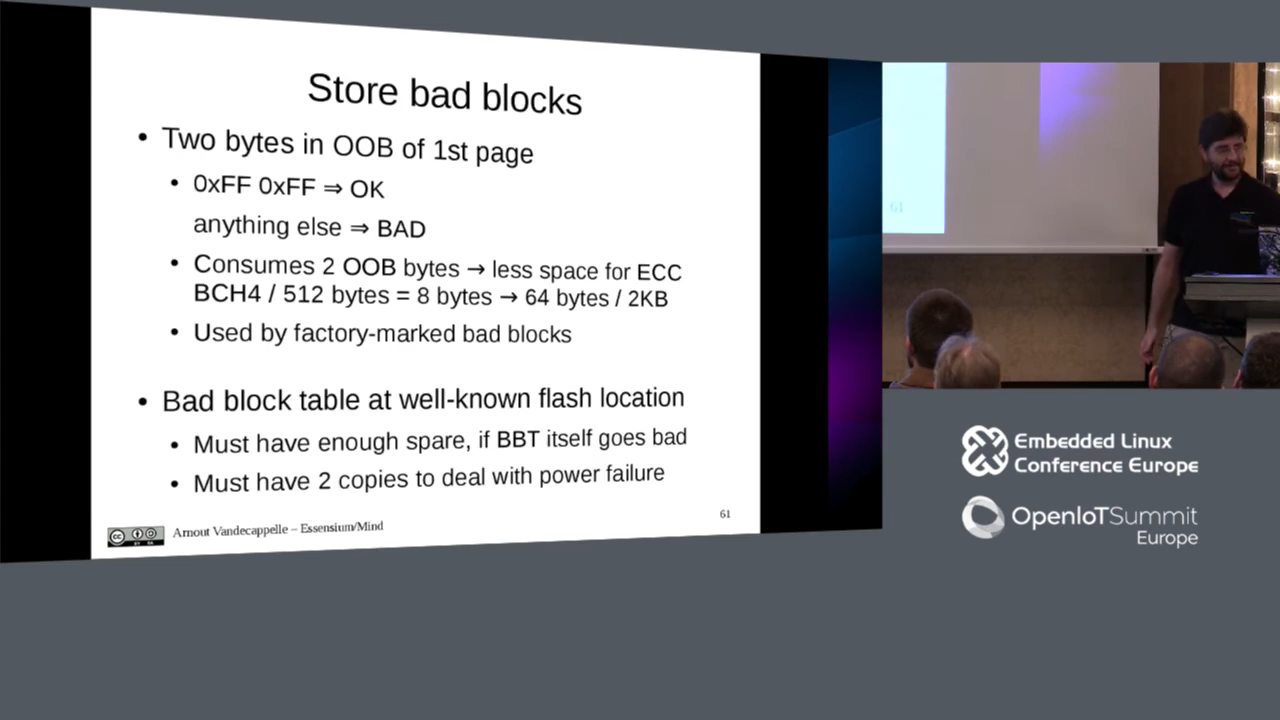 Store bad blocks
• Two bytes in OOB of 1st page
• 0xFF 0xFF ⇒ OK
anything else ⇒ BAD
• Consumes 2 OOB bytes → less space for ECC
BCH4 / 512 bytes = 8 bytes → 64 bytes / 2KB
• Used by factory-marked bad blocks
• Bad block table at well-known flash location
• Must have enough spare, if BBT itself goes bad
• Must have 2 copies to deal with power failure
Arnout Vandecappelle – Essensium/Mind
61
61
Embedded Linux
Conference Europe
OpenIoTSummit
Europe